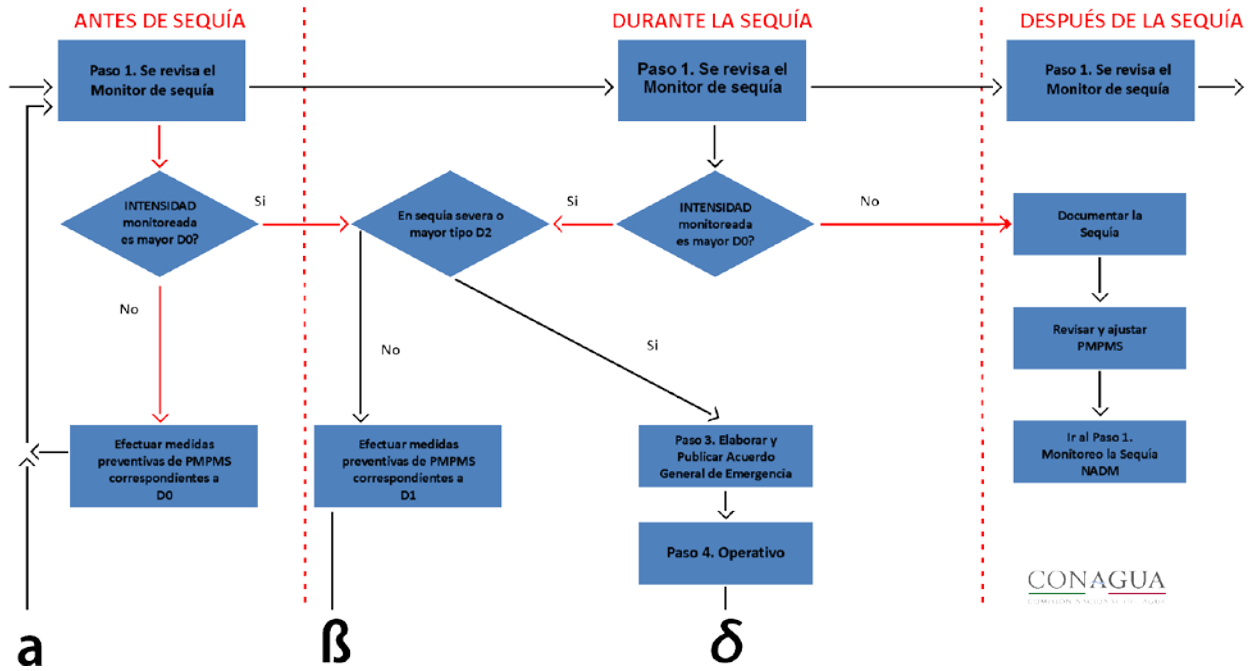 ANTES DE SEQUÍA
DURANTE LA SEQUÍA
DESPUÉS DE LA SEQUÍA
Paso 1. Se revisa el
Monitor de sequía
Paso 1. Se revisa el
Monitor de sequía
Paso 1. Se revisa el
Monitor de sequía
INTENSIDAD
monitoreada
es mayor D0?
Si
En sequía severa o
mayor tipo D2
Si
INTENSIDAD
monitoreada
es mayor D0?
No
Documentar la
Sequía
No
No
Si
Revisar y ajustar
PMPMS
Efectuar medidas
preventivas de PMPMS
correspondientes a
D0
Efectuar medidas
preventivas de PMPMS
correspondientes a
D1
Paso 3. Elaborar y
Publicar Acuerdo
General de Emergencia
Ir al Paso 1.
Monitoreo la Sequía
NADM
Paso 4. Operativo
CONAGUA
COMISIÓN NACIONAL DEL AGUA
a
ß
δ